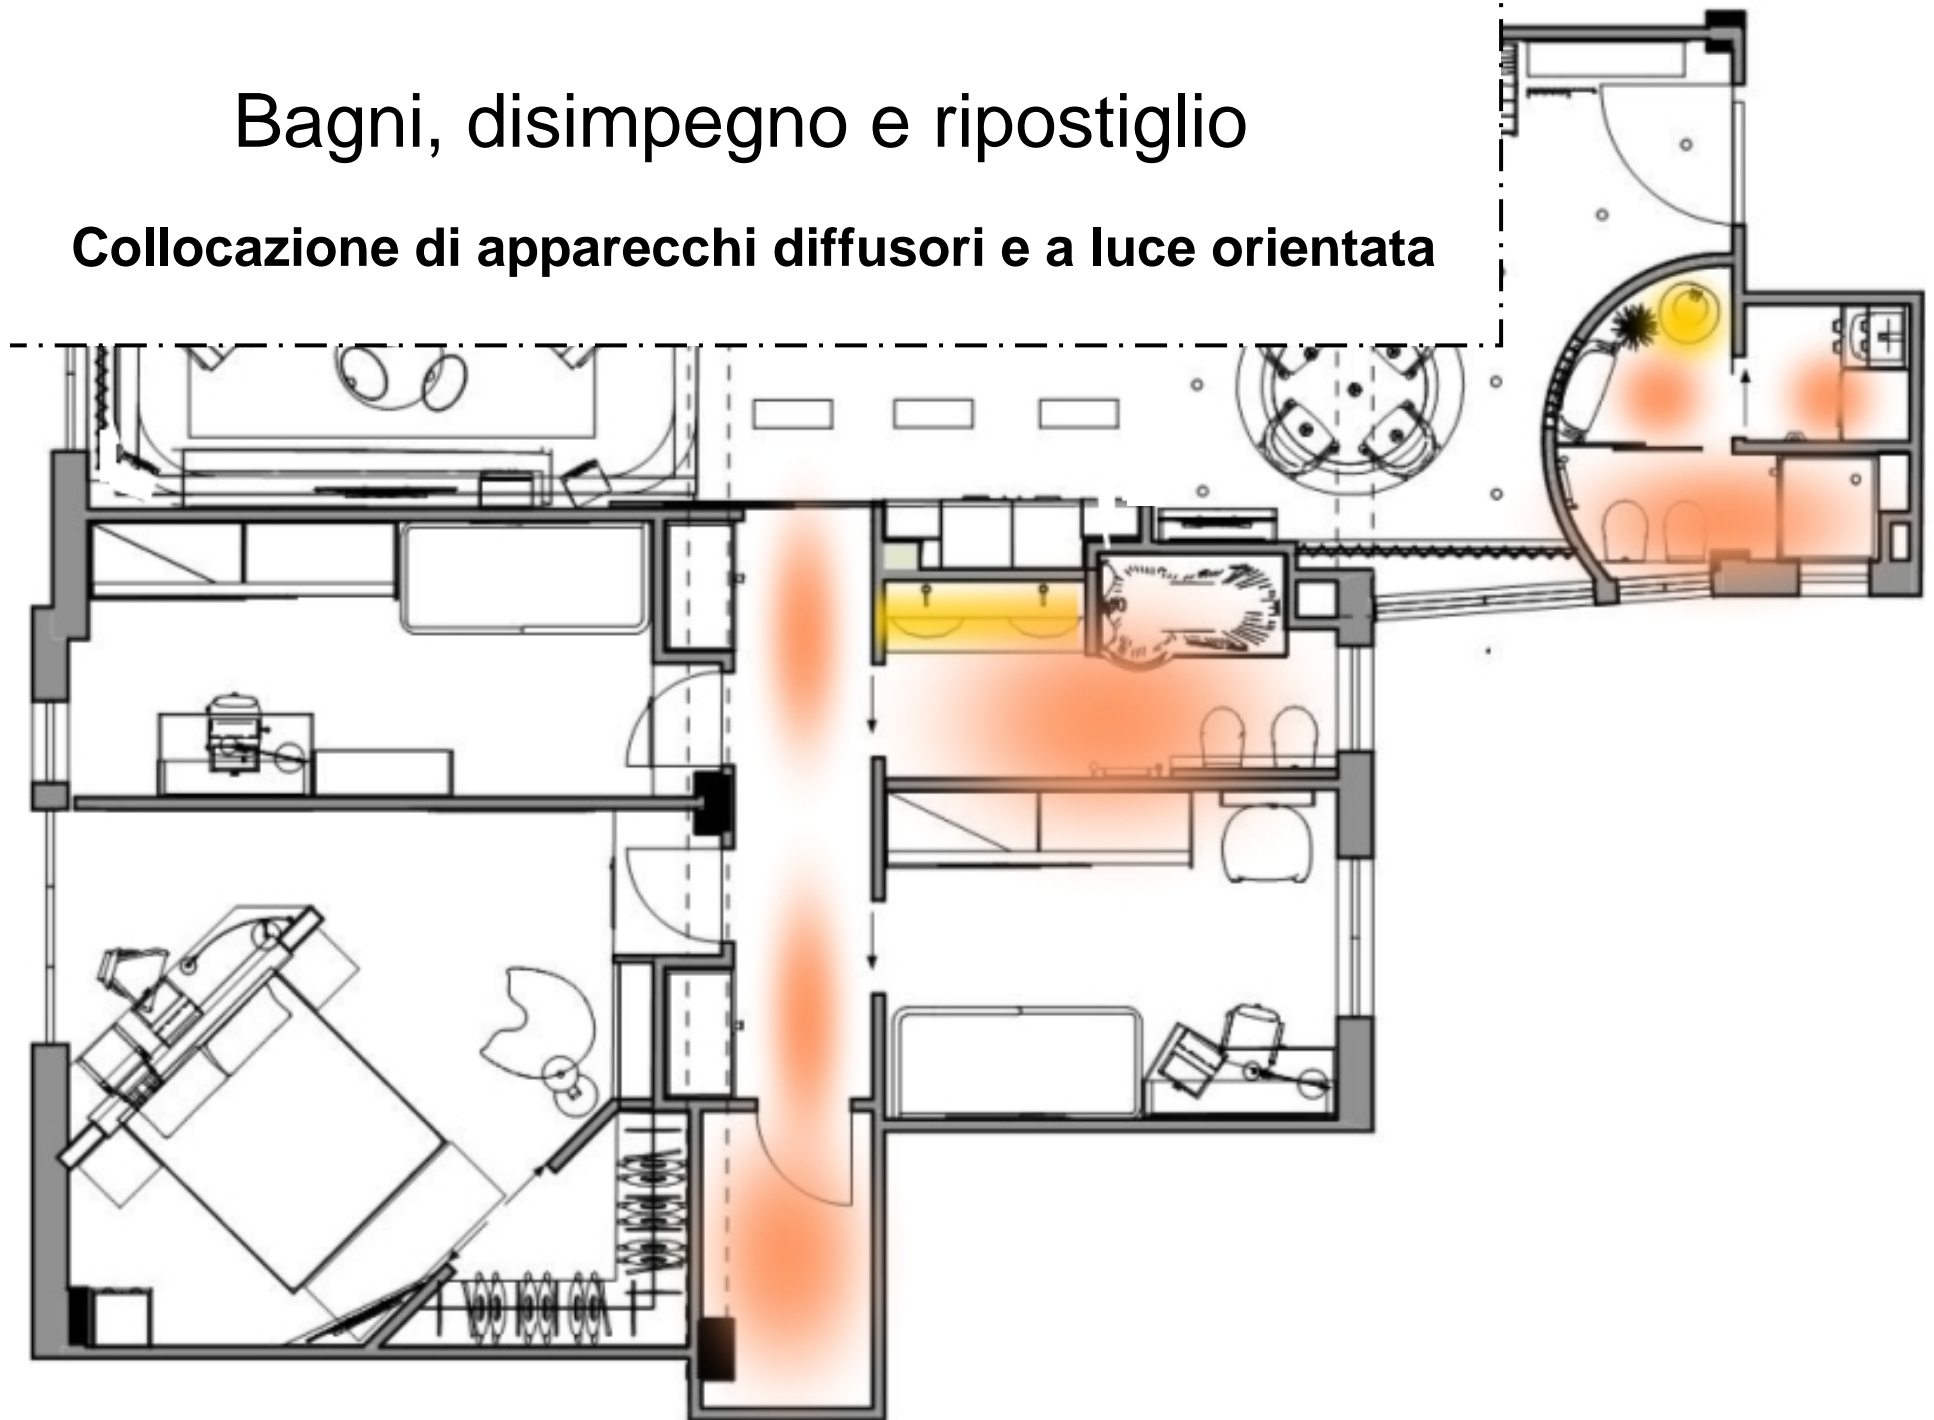 Bagni, disimpegno e ripostiglio
Collocazione di apparecchi diffusori e a luce orientata